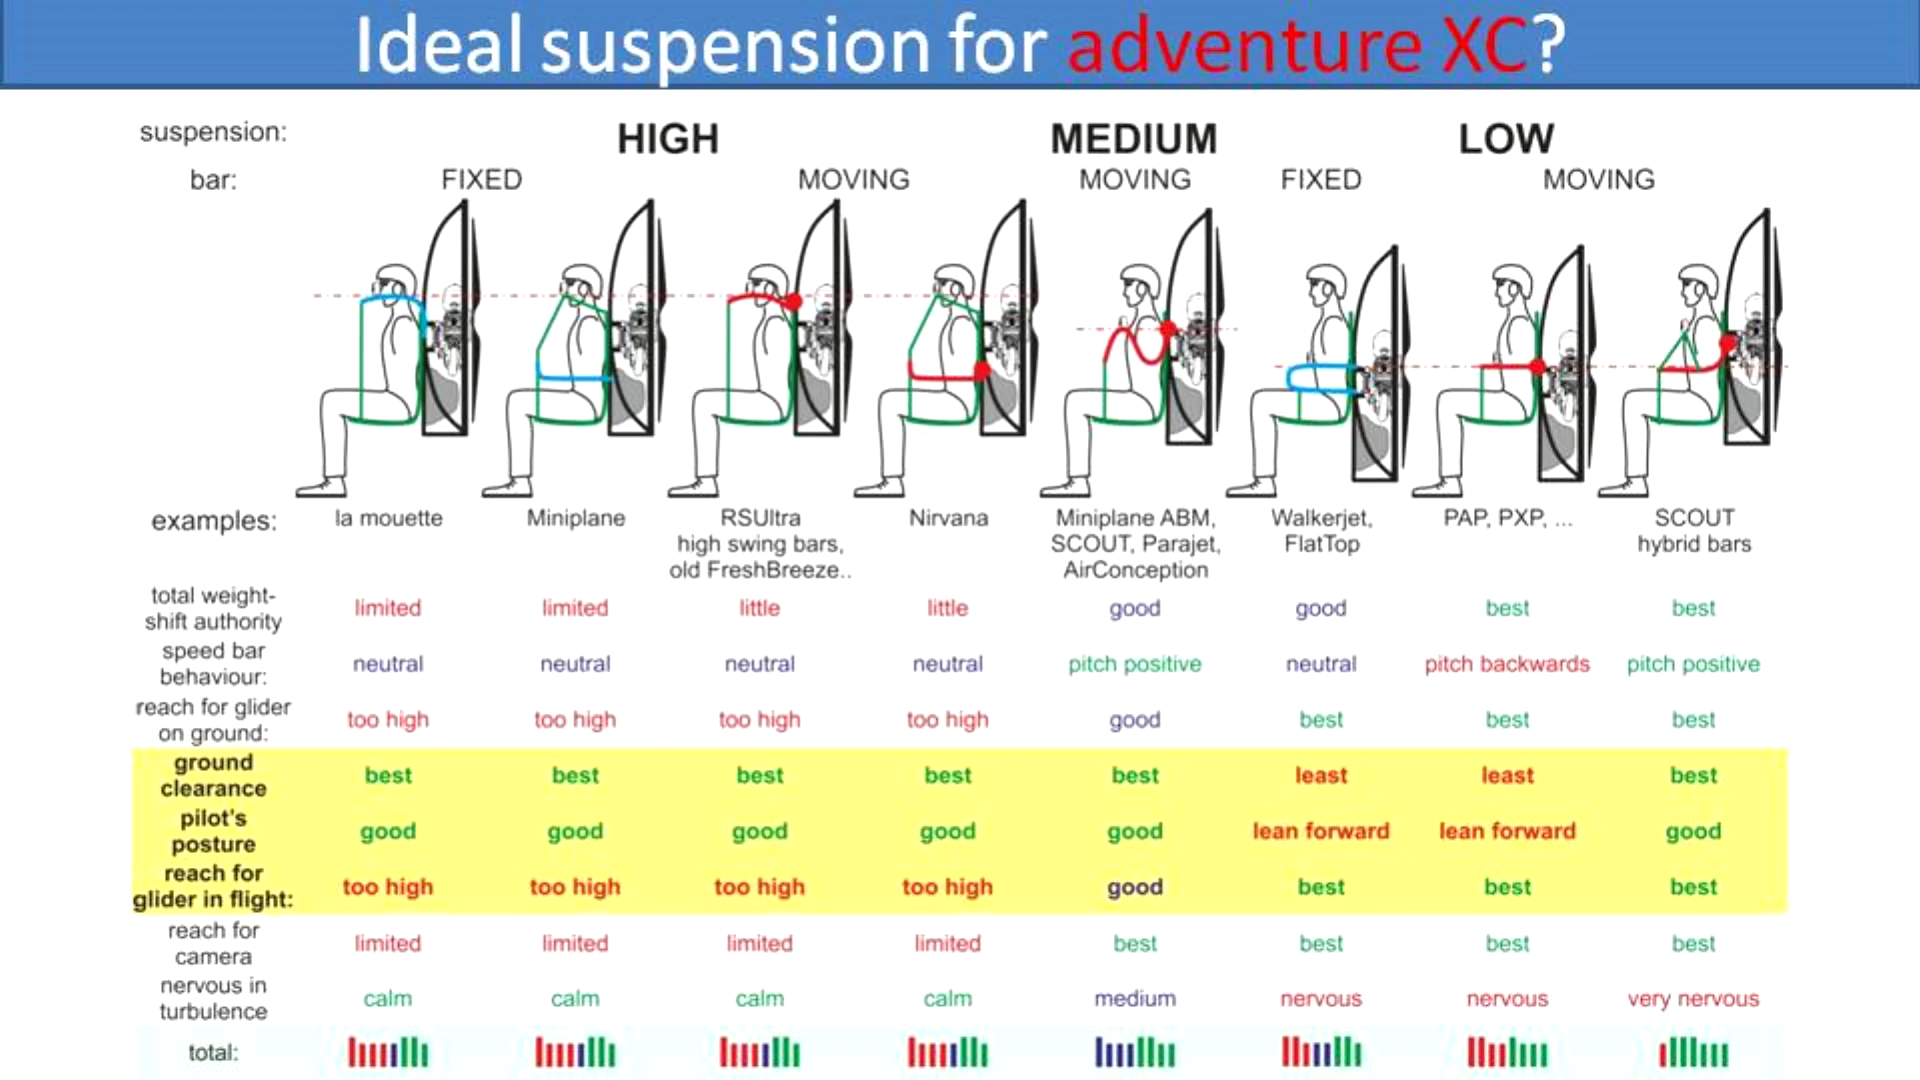 Ideal suspension for adventure XC?
suspension: HIGH MEDIUM LOW
bar: FIXED MOVING MOVING FIXED MOVING
examples: la mouette Miniplane RSUltra Nirvana Miniplane ABM, Walkerjet, PAP, PXP, ... SCOUT
high swing bars, SCOUT, Parajet, FlatTop hybrid bars
old FreshBreeze.. AirConception
total weight-
shift authority limited limited little little good good best best
speed bar
behaviour: neutral neutral neutral neutral pitch positive neutral pitch backwards pitch positive
reach for glider
on ground: too high too high too high too high good best best best
ground
clearance best best best best best least least best
pilot's
posture good good good good good lean forward lean forward good
reach for
glider in flight: too high too high too high too high good best best best
reach for
camera limited limited limited limited best best best best
nervous in
turbulence calm calm calm calm medium nervous nervous very nervous
total: